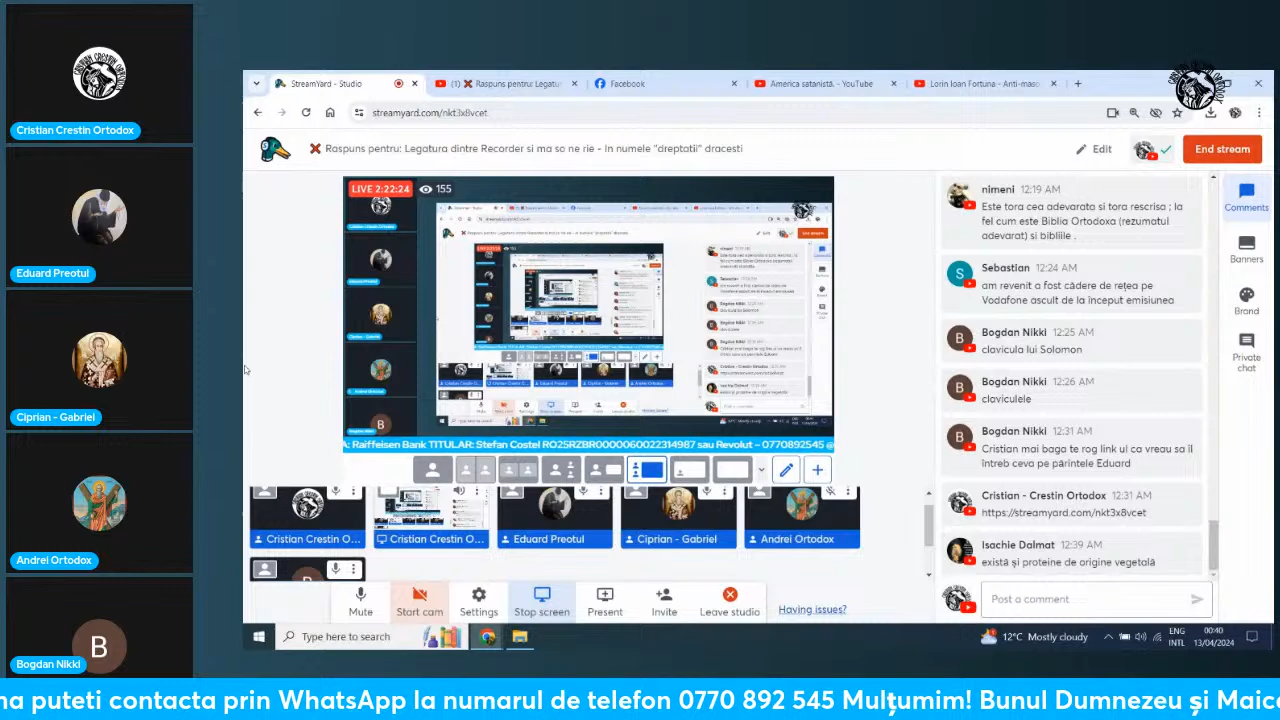 Cristian Crestin Ortodox
Eduard Preotul
Ciprian - Gabriel
Andrei Ortodox
B
Bogdan Nikki
StreamYard - Studio
(1) ❌ Raspuns pentru: Legatu
Facebook
America satanistă. - YouTube
Lorin Ioan Fortuna - Anti-maso
streamyard.com/nkt3x8vcet
❌ Raspuns pentru: Legatura dintre Recorder si ma so ne rie - In numele "dreptatii" dracesti
Edit
End stream
LIVE 2:22:24
155
A: Raiffeisen Bank TITULAR: Stefan Costel RO25RZBR0000060022314987 sau Revolut - 0770892545 @
Cristian Crestin O...
Cristian Crestin O...
Eduard Preotul
Ciprian - Gabriel
Andrei Ortodox
Mute
Start cam
Settings
Stop screen
Present
Invite
Leave studio
Having issues?
nimeni 12:19 AM
Este tora cea adevarata si tora rescrisa ; la
fel cum este Biblia Ortodoxa (rezumatul
adevarat) si bibliile
S
Sebastian 12:24 AM
am revenit a fost cădere de rețea pe
Vodafone ascult de la început emisiunea
B
Bogdan Nikki 12:25 AM
clavicula lui Solomon
B
Bogdan Nikki 12:25 AM
cloviculele
B
Bogdan Nikki 12:31 AM
Cristian mai baga te rog link ul ca vreau sa îl
întreb ceva pe părintele Eduard
Cristian - Crestin Ortod... 12:31 AM
https://streamyard.com/nkt3x8vcet
Isachie Dalmat 12:39 AM
există și proteine de origine vegetală
Post a comment
Comments
Banners
Brand
Private
chat
Type here to search
12°C Mostly cloudy
ENG
INTL
00:40
13/04/2024
na puteti contacta prin WhatsApp la numarul de telefon 0770 892 545 Mulțumim! Bunul Dumnezeu și Maic